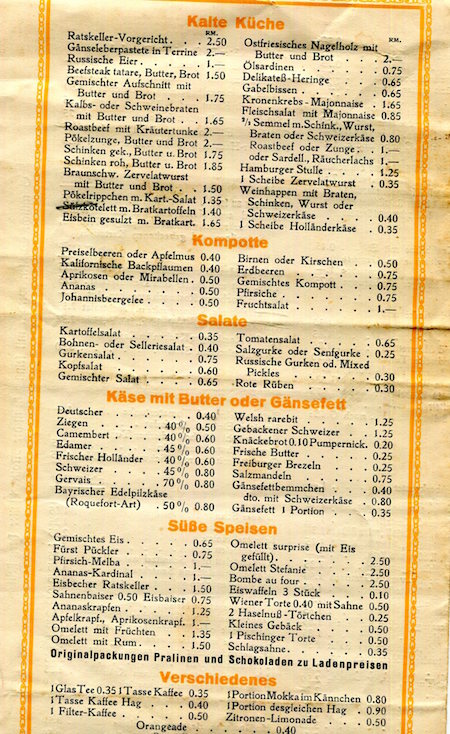 Kalte Küche
RM.
Ratskeller-Vorgericht . . . 2.50
Gänseleberpastete in Terrine 2.—
Russische Eier . . . . . 1.—
Beefsteak tatare, Butter, Brot 1.50
Gemischter Aufschnitt mit
Butter und Brot . . . . 1.75
Kalbs- oder Schweinebraten
mit Butter und Brot . . 1.65
Roastbeef mit Kräutertunke 2.—
Pökelzunge, Butter und Brot 2.—
Schinken gek., Butter u. Brot 1.75
Schinken roh, Butter u. Brot 1.85
Braunschw. Zervelatwurst
mit Butter und Brot . . 1.50
Pökelrippchen m. Kart.-Salat 1.35
Sülzkotelett m. Bratkartoffeln 1.40
Eisbein gesulzt m. Bratkart. 1.65
RM.
Ostfriesisches Nagelholz mit
Butter und Brot . . . 2.—
Ölsardinen . . . . . 0.75
Delikateß-Heringe . . . 0.65
Gabelbissen . . . . . 0.65
Kronenkrebs-Majonnaise . 1.65
Fleischsalat mit Majonnaise 0.85
3/2 Semmel m. Schink., Wurst,
Braten oder Schweizerkäse 0.80
Roastbeef oder Zunge . . 1.—
oder Sardell., Räucherlachs 1.—
Hamburger Stulle . . . . 1.25
1 Scheibe Zervelatwurst . 0.35
Weinhappen mit Braten,
Schinken, Wurst oder
Schweizerkäse . . . . 0.40
1 Scheibe Holländerkäse . 0.35
Kompotte
Preiselbeeren oder Apfelmus 0.40
Kalifornische Backpflaumen 0.40
Aprikosen oder Mirabellen . 0.50
Ananas . . . . . . 0.50
Johannisbeergelee . . . . 0.50
Birnen oder Kirschen . . . 0.50
Erdbeeren . . . . . 0.75
Gemischtes Kompott . . . 0.75
Pfirsiche . . . . . . 0.75
Fruchtsalat . . . . . 1.—
Salate
Kartoffelsalat . . . . 0.35
Bohnen- oder Selleriesalat . 0.40
Gurkensalat . . . . . 0.75
Kopfsalat . . . . . 0.60
Gemischter Salat . . . . 0.65
Tomatensalat . . . . . 0.65
Salzgurke oder Senfgurke . 0.25
Russische Gurken od. Mixed
Pickles . . . . . . 0.30
Rote Rüben . . . . . 0.30
Käse mit Butter oder Gänsefett
Deutscher . . . . . 0.40
Ziegen . . . . . 40% 0.50
Camembert . . . . 40% 0.60
Edamer . . . . . 45% 0.60
Frischer Holländer . 40% 0.60
Schweizer . . . . 45% 0.80
Gervais . . . . . 70% 0.80
Bayrischer Edelpilzkäse
(Roquefort-Art) . . 50% 0.80
Welsh rarebit . . . . . 1.25
Gebackener Schweizer . . 1.25
Knäckebrot 0.10 Pumpernick. 0.20
Frische Butter . . . . . 0.25
Freiburger Brezeln . . . 0.25
Salzmandeln . . . . . 0.75
Gänsefettbemmchen . . . 0.40
dto. mit Schweizerkäse . 0.80
Gänsefett 1 Portion . . . 0.35
Süße Speisen
Gemischtes Eis . . . . . 0.65
Fürst Pückler . . . . . 0.75
Pfirsich-Melba . . . . . 1.—
Ananas-Kardinal . . . . 1.—
Eisbecher Ratskeller . . . 1.50
Sahnenbaiser 0.50 Eisbaiser 0.75
Ananaskrapfen . . . . . 1.25
Apfelkrapf., Aprikosenkrapf. 1.—
Omelett mit Früchten . . 1.35
Omelett mit Rum . . . . 1.50
Omelett surprise (mit Eis
gefüllt) . . . . . . 2.50
Omelett Stefanie . . . . 2.50
Bombe au four . . . . . 2.50
Eiswaffeln 3 Stück . . . 0.10
Wiener Torte 0.40 mit Sahne 0.50
2 Haselnuß-Törtchen . . . 0.25
Kleines Gebäck . . . . . 0.50
1 Pischinger Torte . . . 0.50
Schlagsahne . . . . . 0.35
Originalpackungen Pralinen und Schokoladen zu Ladenpreisen
Verschiedenes
1 Glas Tee 0.35 1 Tasse Kaffee 0.35
1 Tasse Kaffee Hag . . . 0.40
1 Filter-Kaffee . . . . . 0.50
1 Portion Mokka im Kännchen 0.80
1 Portion desgleichen Hag . 0.90
Zitronen-Limonade . . . 0.50
Orangeade . . . . . 0.40